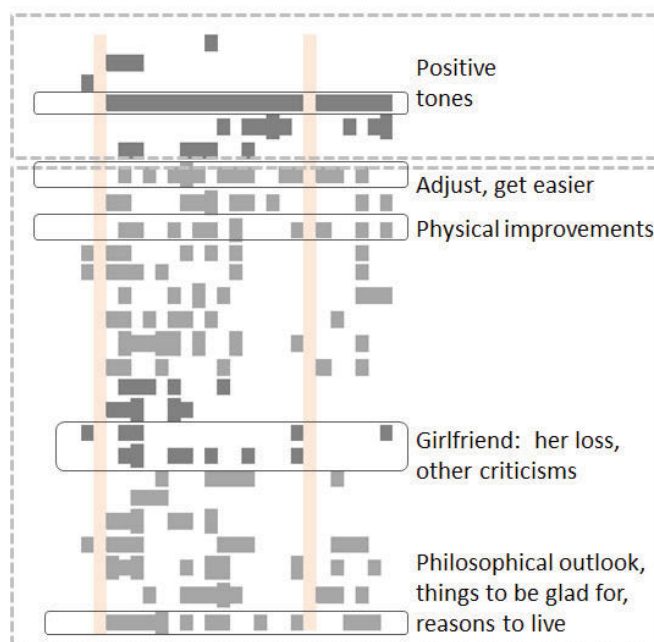 Positive
tones
Adjust, get easier
Physical improvements
Girlfriend:  her loss,
other criticisms
Philosophical outlook,
things to be glad for,
reasons to live